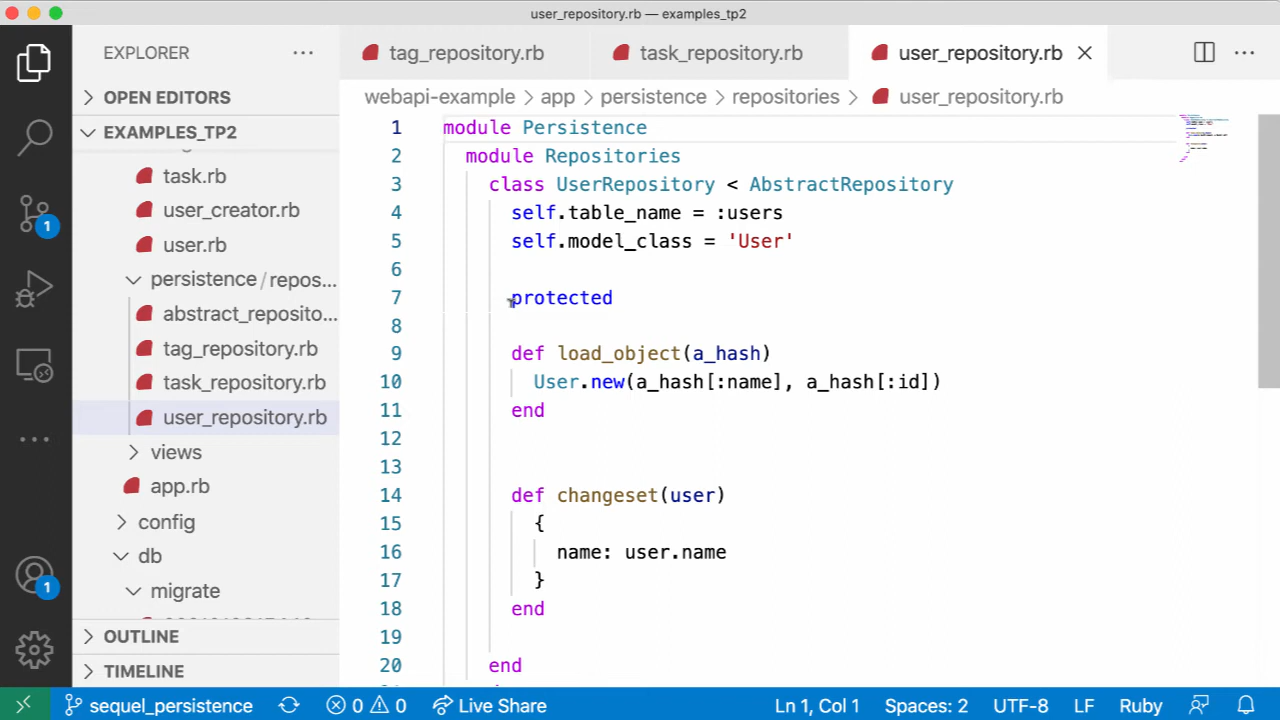 user_repository.rb — examples_tp2
EXPLORER
OPEN EDITORS
EXAMPLES_TP2
task.rb
user_creator.rb
user.rb
persistence / repos...
abstract_reposito...
tag_repository.rb
task_repository.rb
user_repository.rb
views
app.rb
config
db
migrate
OUTLINE
TIMELINE
1
1
tag_repository.rb task_repository.rb user_repository.rb
webapi-example > app > persistence > repositories > user_repository.rb
1 module Persistence
2 module Repositories
3 class UserRepository < AbstractRepository
4 self.table_name = :users
5 self.model_class = 'User'
6
7 protected
8
9 def load_object(a_hash)
10 User.new(a_hash[:name], a_hash[:id])
11 end
12
13
14 def changeset(user)
15 {
16 name: user.name
17 }
18 end
19
20 end
sequel_persistence 0 0 Live Share Ln 1, Col 1 Spaces: 2 UTF-8 LF Ruby